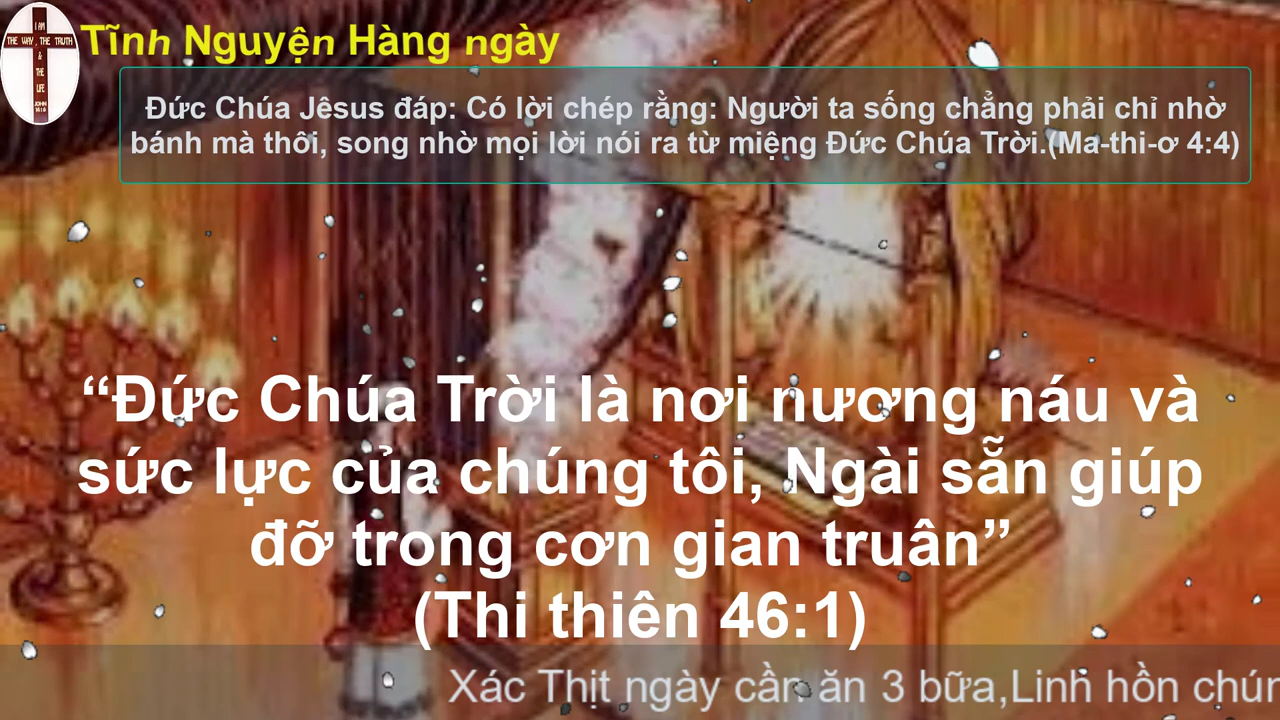 I AM
THE WAY, THE TRUTH
&
THE
LIFE
JOHN
Tĩnh Nguyện Hàng ngày
Đức Chúa Jêsus đáp: Có lời chép rằng: Người ta sống chẳng phải chỉ nhờ
bánh mà thôi, song nhờ mọi lời nói ra từ miệng Đức Chúa Trời.(Ma-thi-ơ 4:4)
“Đức Chúa Trời là nơi nương náu và
sức lực của chúng tôi, Ngài sẵn giúp
đỡ trong cơn gian truân”
(Thi thiên 46:1)
Xác Thịt ngày cần ăn 3 bữa,Linh hồn